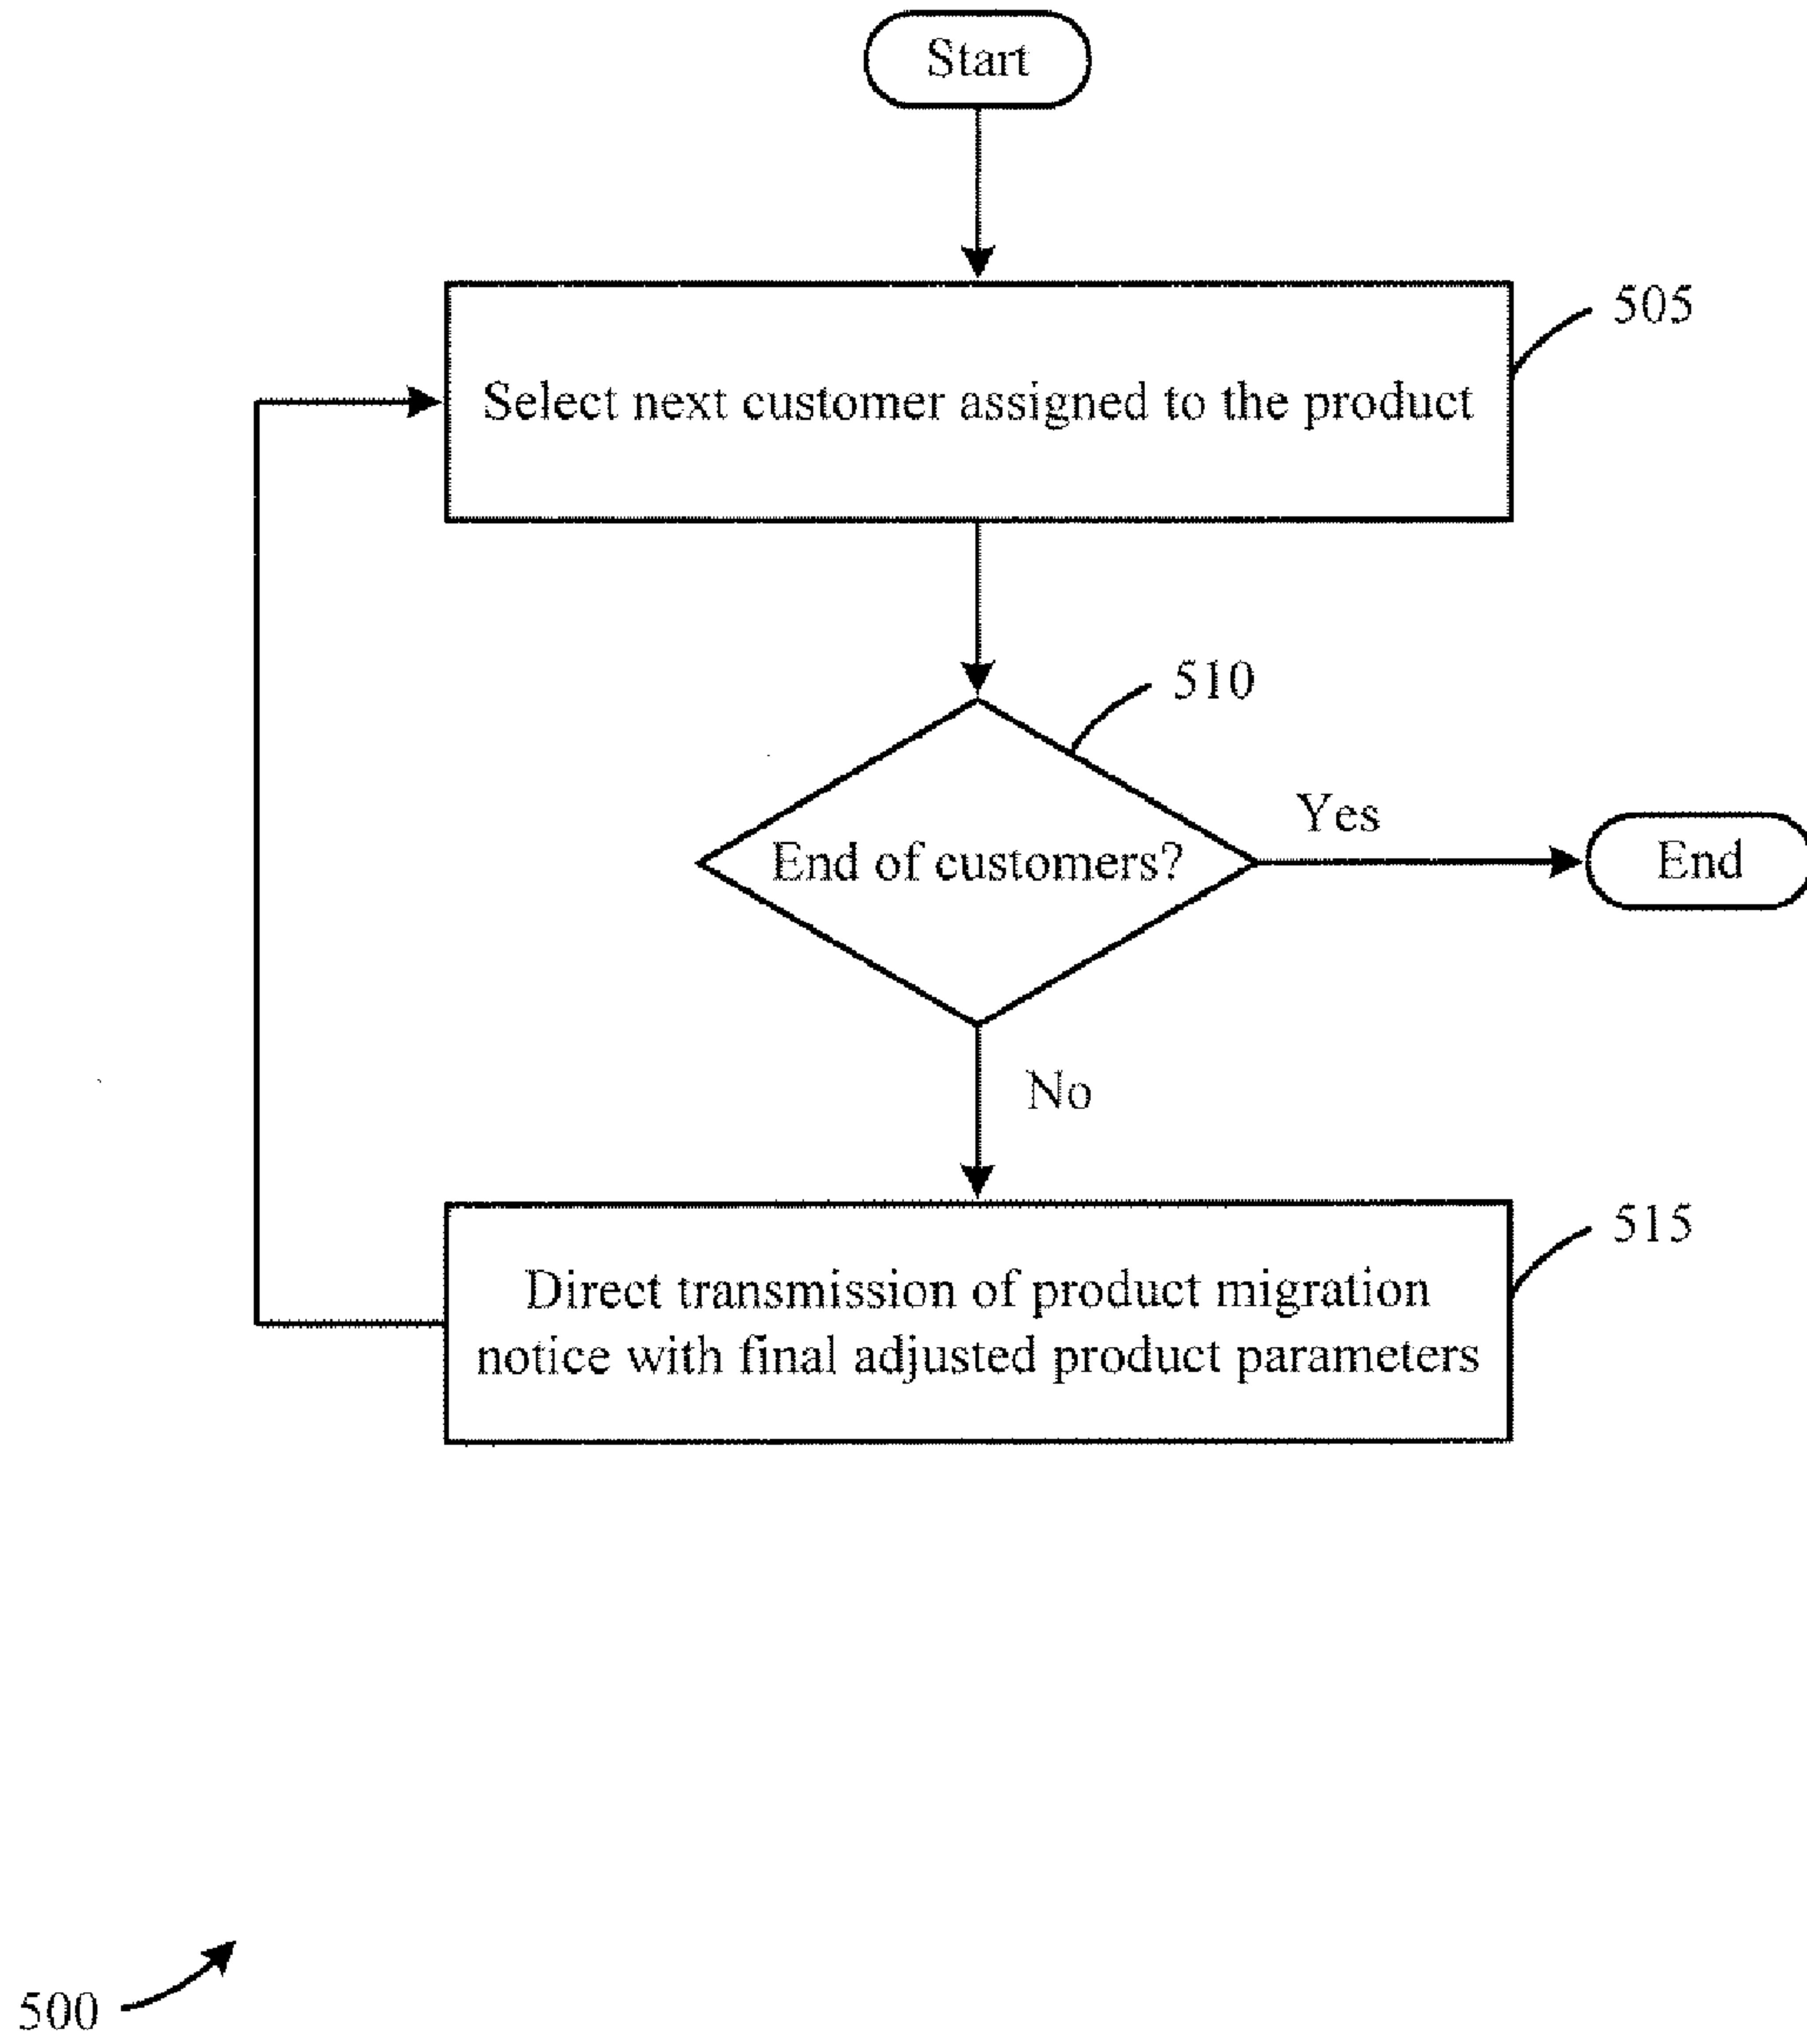 Start
505
Select next customer assigned to the product
510
Yes
End of customers?
End
No
515
Direct transmission of product migration
notice with final adjusted product parameters
500